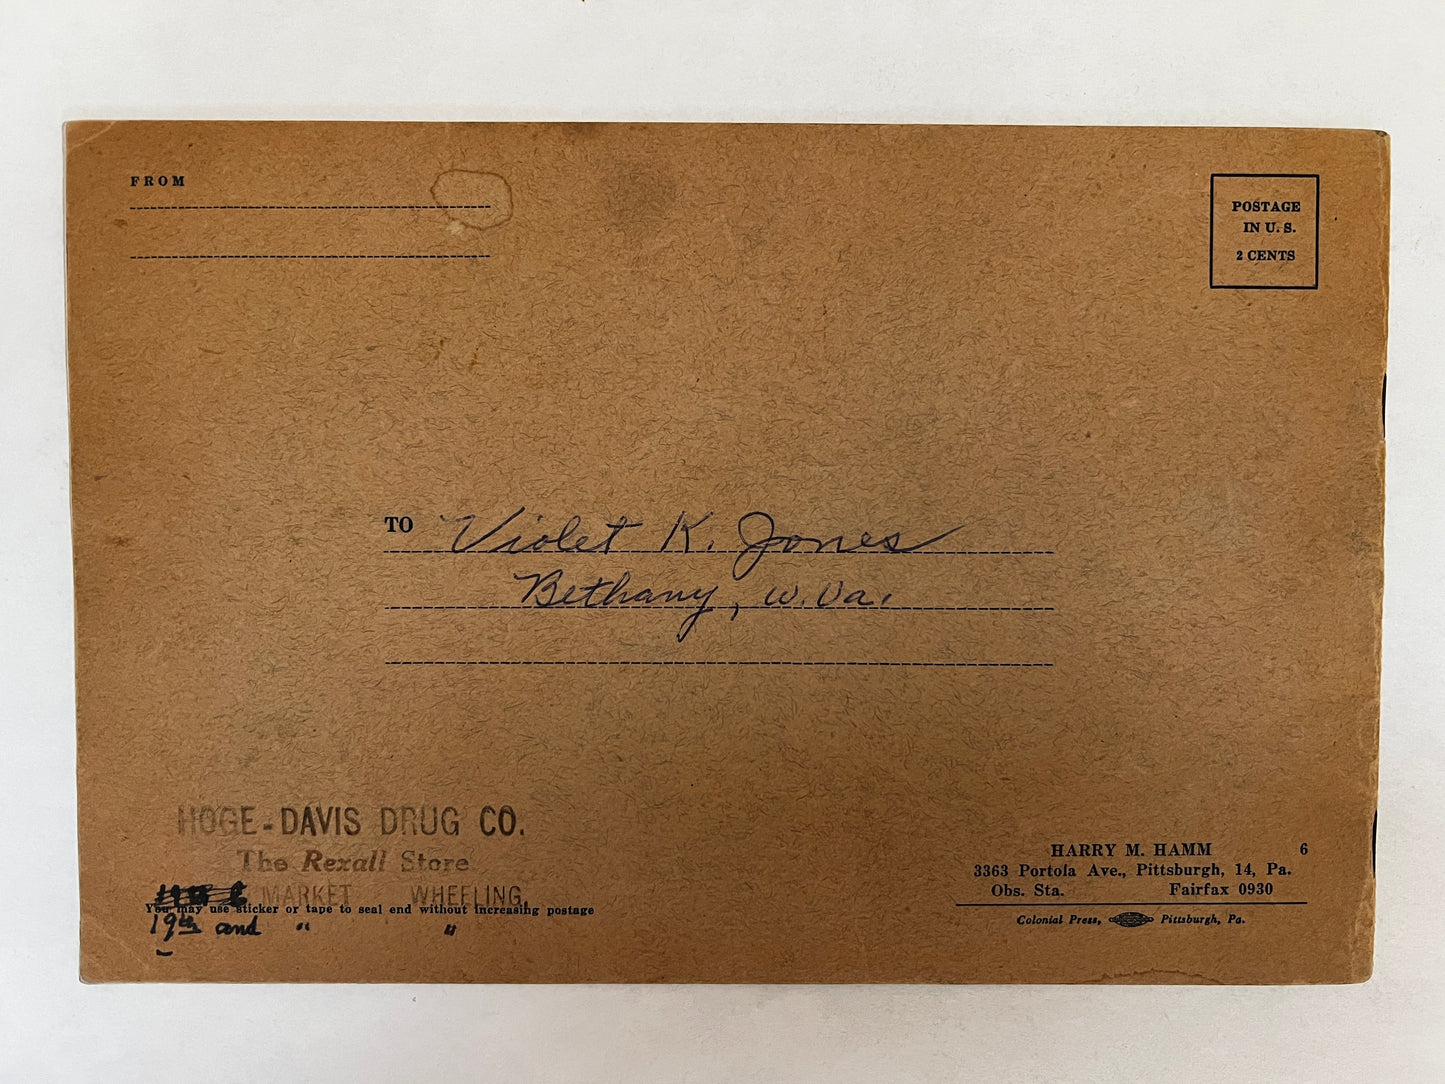 FROM
POSTAGE
IN U. S.
2 CENTS
TO Violet K. Jones
Bethany, W. Va.
HOGE-DAVIS DRUG CO.
The Rexall Store
MARKET WHEELING,
You may use sticker or tape to seal end without increasing postage
19th and " "
HARRY M. HAMM 6
3363 Portola Ave., Pittsburgh, 14, Pa.
Obs. Sta. Fairfax 0930
Colonial Press, Pittsburgh, Pa.